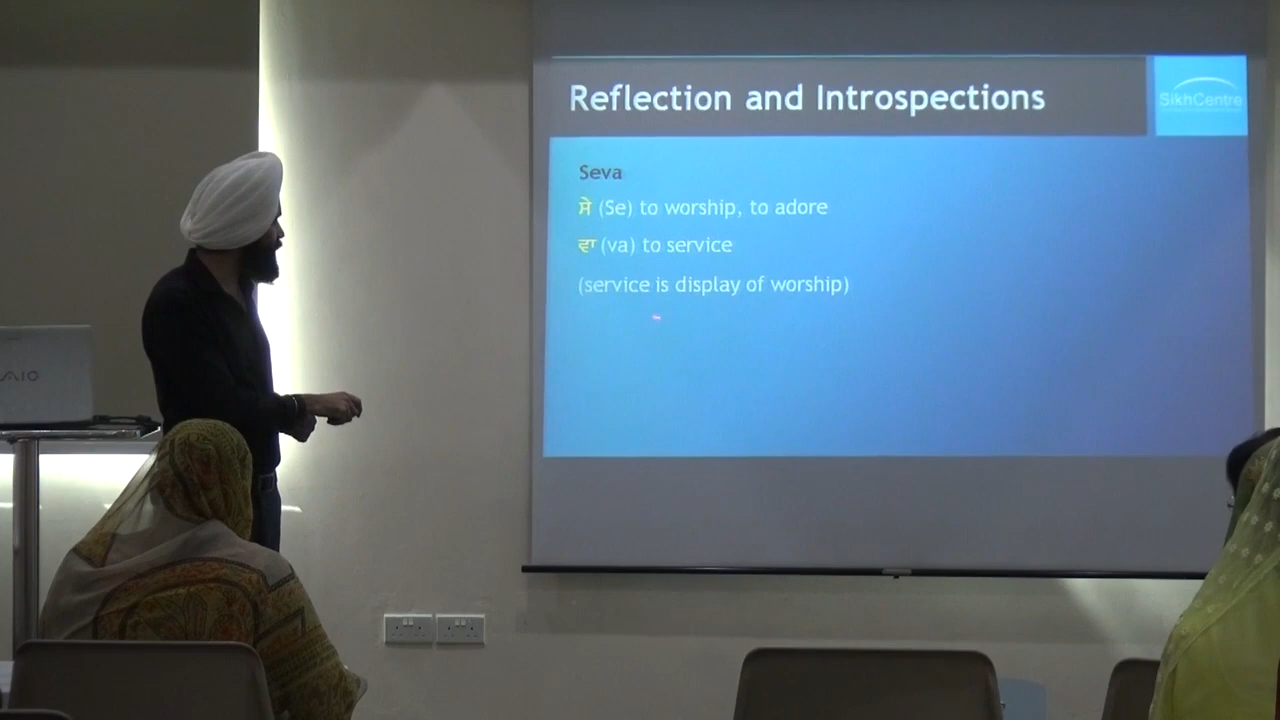 Reflection and Introspections
SikhCentre
Seva
ਸੇ (Se) to worship, to adore
ਵਾ (va) to service
(service is display of worship)
VAIO